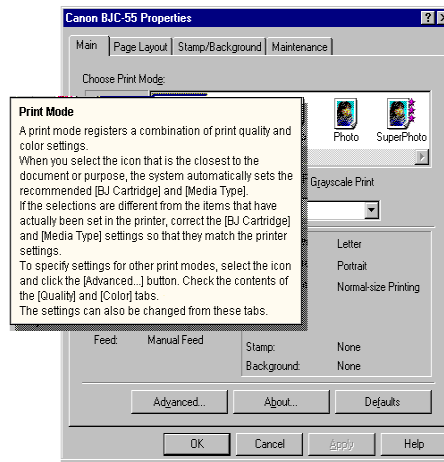 Canon BJC-55 Properties
Main Page Layout Stamp/Background Maintenance
Choose Print Mode:
Photo SuperPhoto
Print Mode
A print mode registers a combination of print quality and
color settings.
When you select the icon that is the closest to the
document or purpose, the system automatically sets the
recommended [BJ Cartridge] and [Media Type].
If the selections are different from the items that have
actually been set in the printer, correct the [BJ Cartridge]
and [Media Type] settings so that they match the printer
settings.
To specify settings for other print modes, select the icon
and click the [Advanced...] button. Check the contents of
the [Quality] and [Color] tabs.
The settings can also be changed from these tabs.
Grayscale Print
Letter
Portrait
Normal-size Printing
Feed: Manual Feed
Stamp: None
Background: None
Advanced... About... Defaults
OK Cancel Apply Help